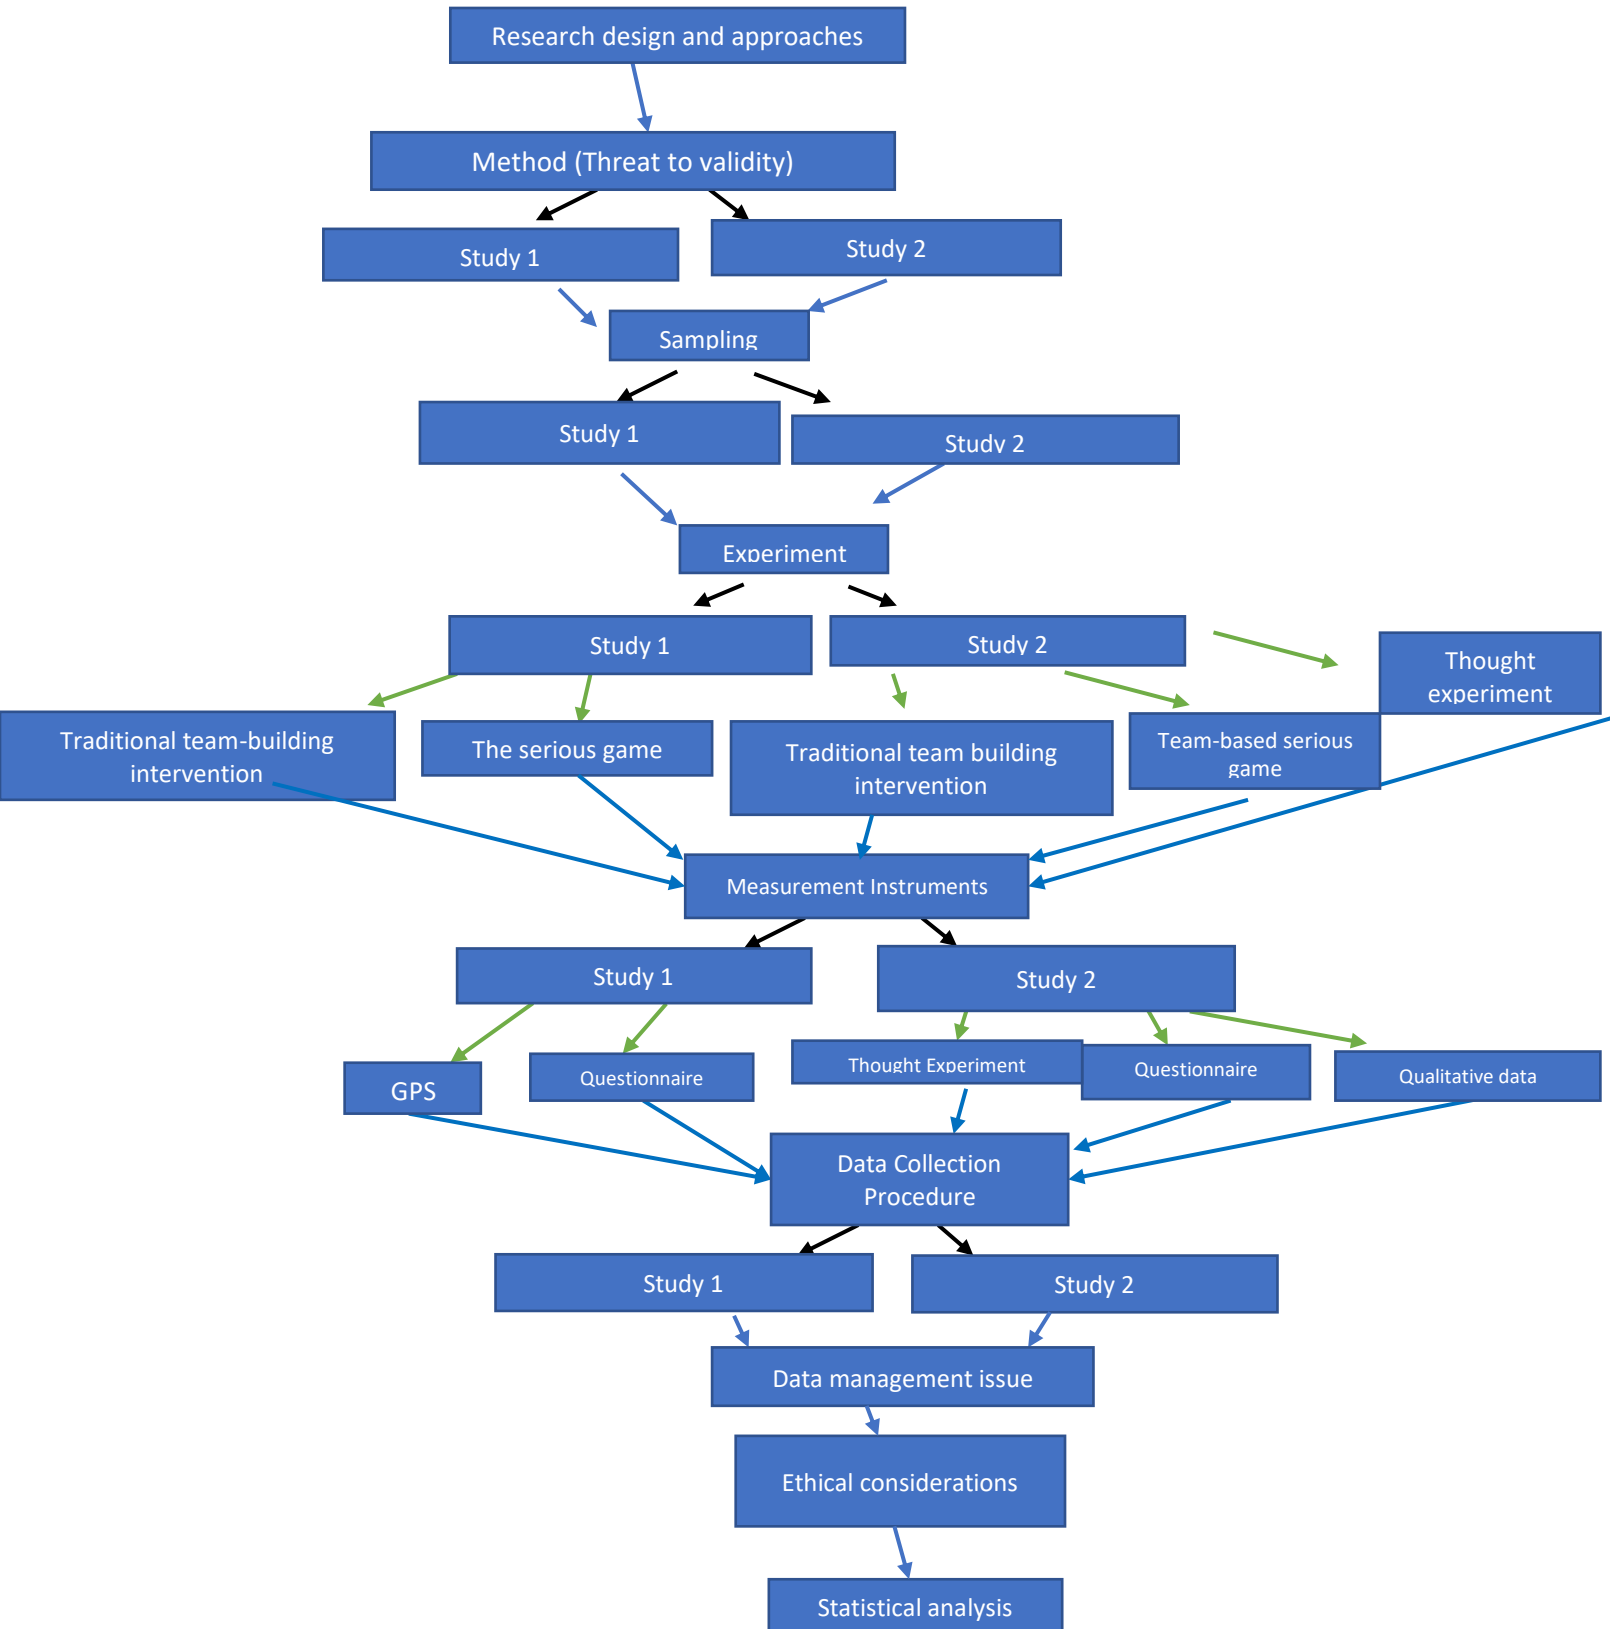 Research design and approaches
Method (Threat to validity)
Study 1
Study 2
Sampling
Study 1
Study 2
Experiment
Study 1
Study 2
Thought
experiment
Traditional team-building
intervention
The serious game
Traditional team building
intervention
Team-based serious
game
Measurement Instruments
Study 1
Study 2
GPS
Questionnaire
Thought Experiment
Questionnaire
Qualitative data
Data Collection
Procedure
Study 1
Study 2
Data management issue
Ethical considerations
Statistical analysis